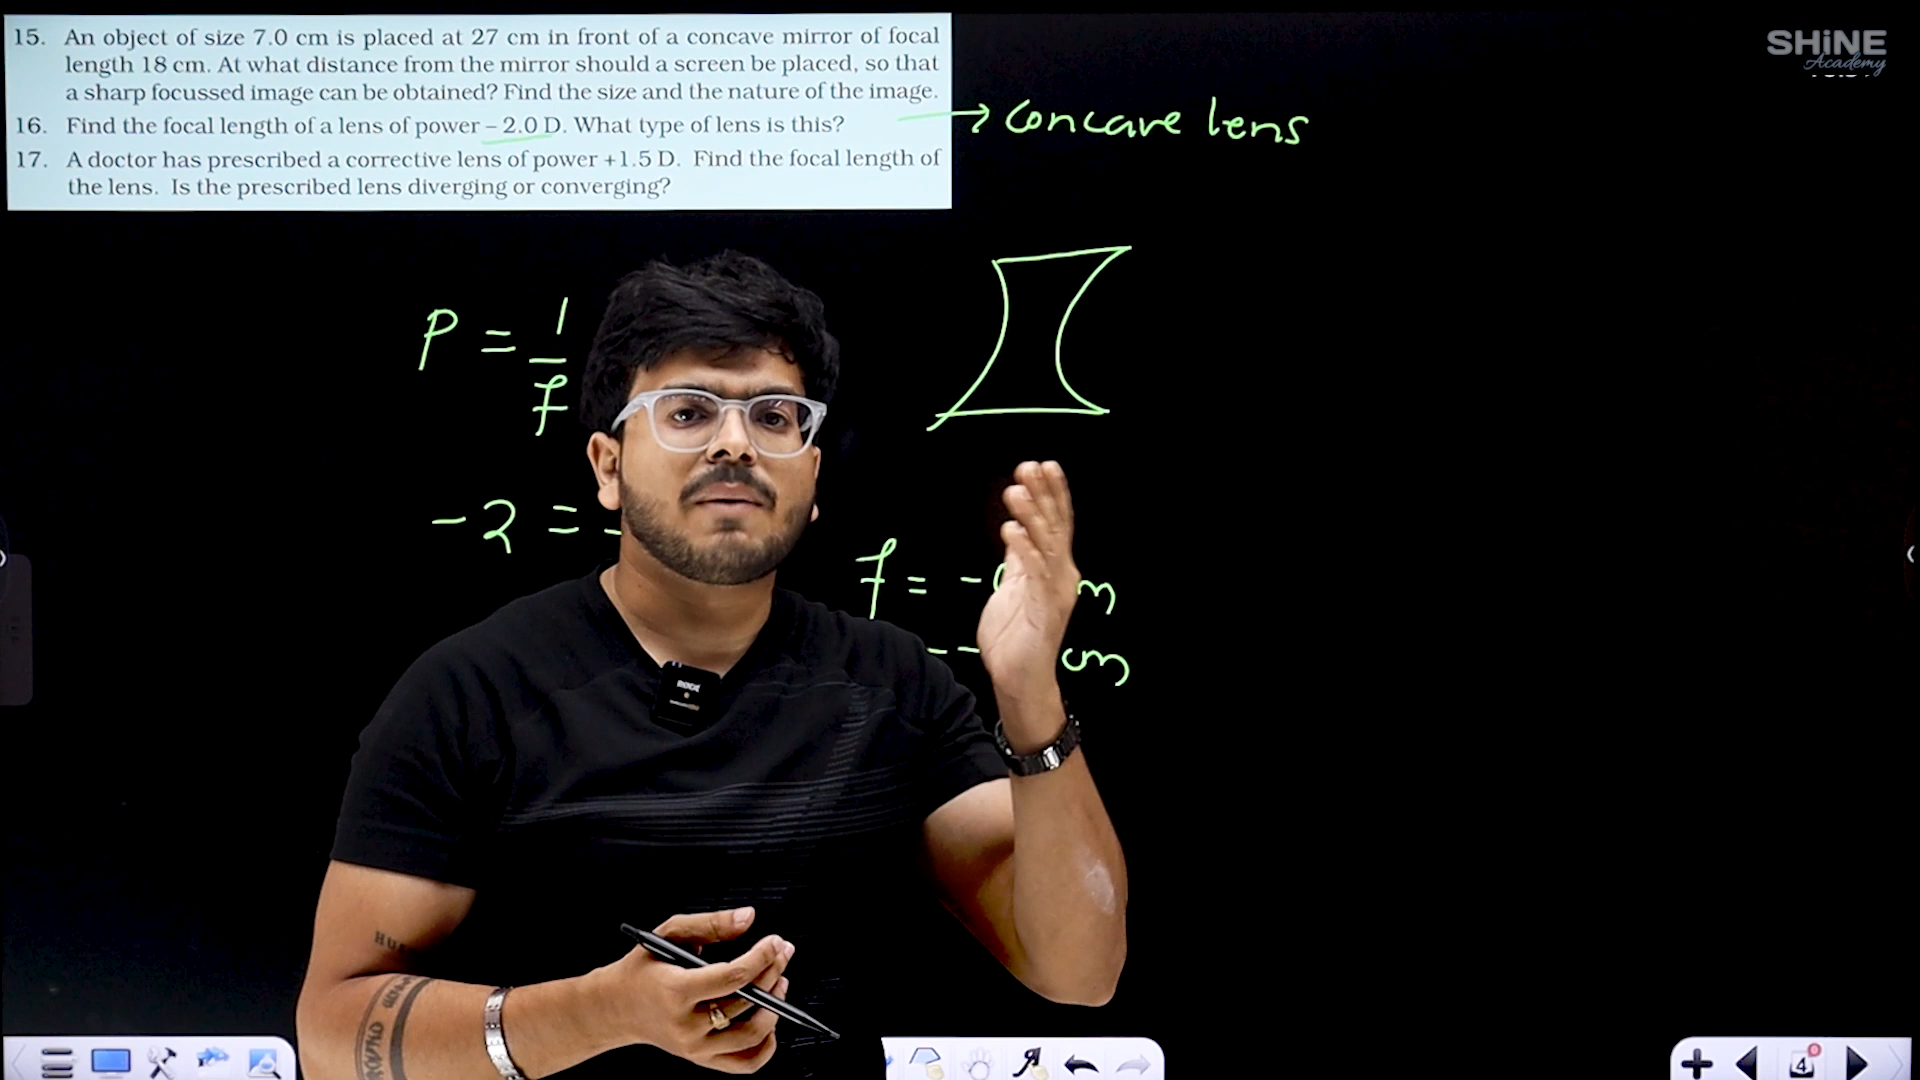 15. An object of size 7.0 cm is placed at 27 cm in front of a concave mirror of focal
length 18 cm. At what distance from the mirror should a screen be placed, so that
a sharp focussed image can be obtained? Find the size and the nature of the image.
16. Find the focal length of a lens of power – 2.0 D. What type of lens is this?
17. A doctor has prescribed a corrective lens of power +1.5 D. Find the focal length of
the lens. Is the prescribed lens diverging or converging?
SHiNE
Academy
→ Concave lens
P = 1
f
-2 =
f = - m
cm
RØDE
4